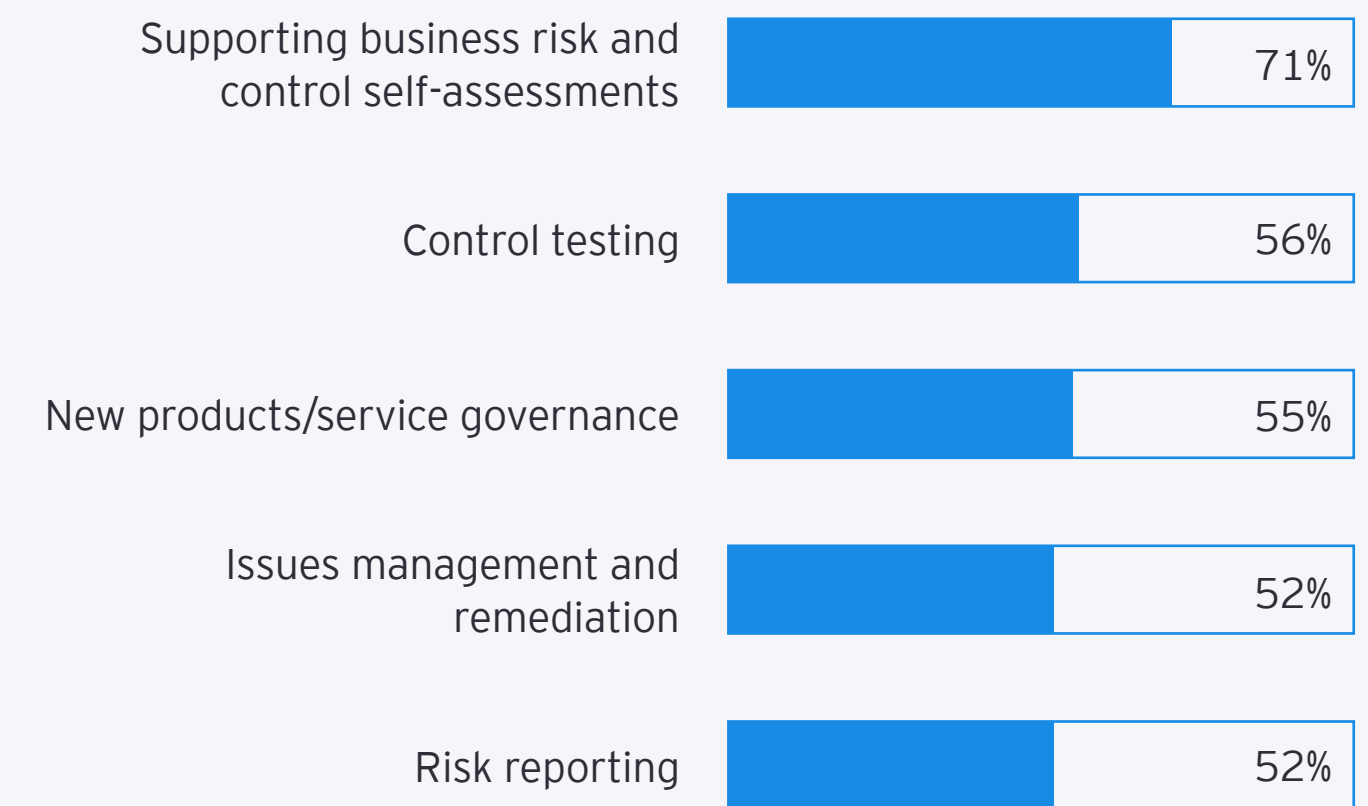 Supporting business risk and
control self-assessments
71%
Control testing
56%
New products/service governance
55%
Issues management and
remediation
52%
Risk reporting
52%